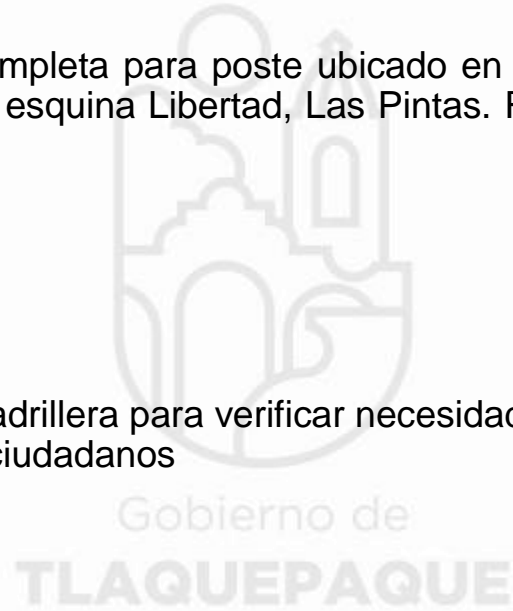 mpleta para poste ubicado en
esquina Libertad, Las Pintas.
adrillera para verificar necesidad
ciudadanos
Gobierno de
TLAQUEPAQUE